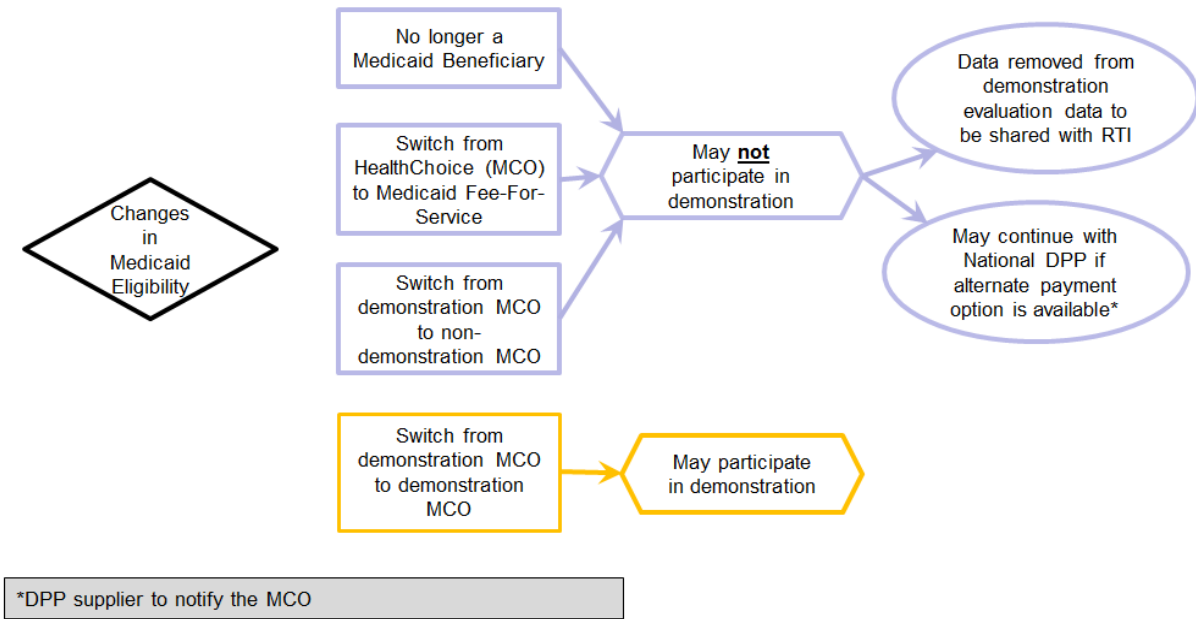 No longer a
Medicaid Beneficiary
Data removed from
demonstration
evaluation data to
be shared with RTI
Switch from
HealthChoice (MCO)
to Medicaid Fee-For-
Service
May not
participate in
demonstration
Changes
in
Medicaid
Eligibility
May continue with
National DPP if
alternate payment
option is available*
Switch from
demonstration MCO
to non-
demonstration MCO
Switch from
demonstration MCO
to demonstration
MCO
May participate
in demonstration
*DPP supplier to notify the MCO